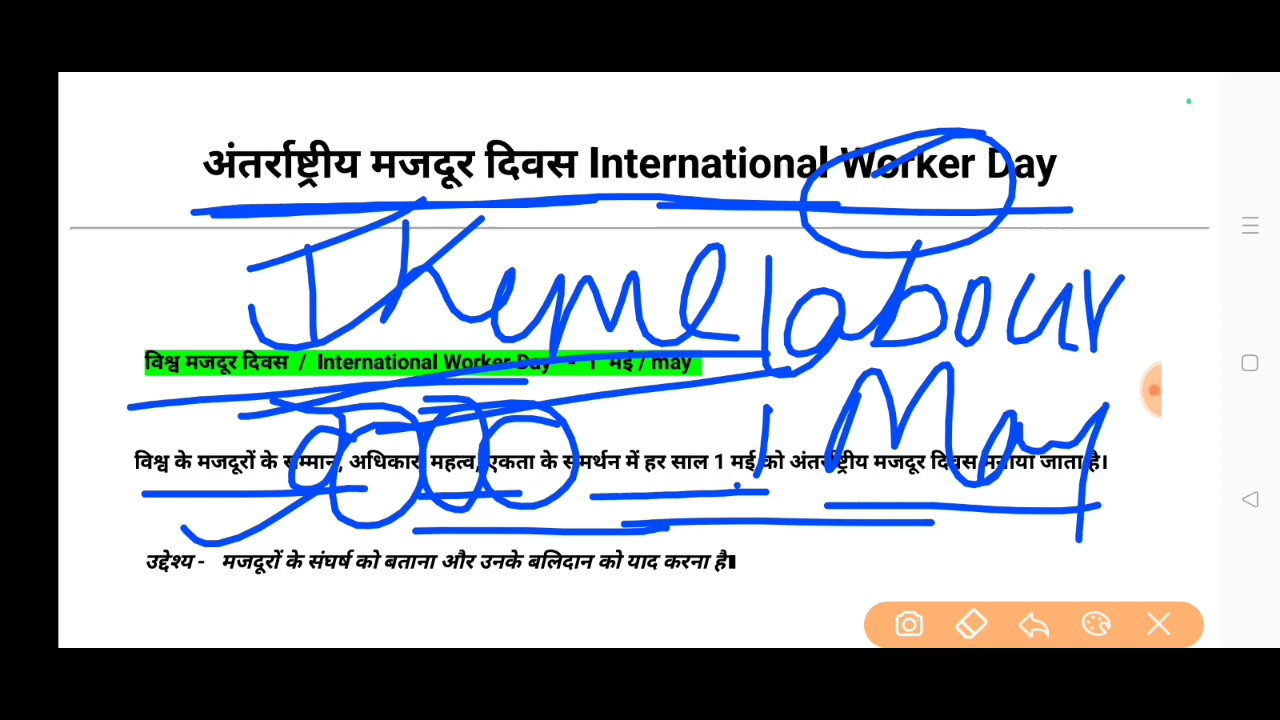 अंतर्राष्ट्रीय मजदूर दिवस International Worker Day
labour
विश्व मजदूर दिवस / International Worker Day - 1 मई / may
1 May
विश्व के मजदूरों के सम्मान, अधिकार, महत्व, एकता के समर्थन में हर साल 1 मई को अंतर्राष्ट्रीय मजदूर दिवस मनाया जाता है।
उद्देश्य - मजदूरों के संघर्ष को बताना और उनके बलिदान को याद करना है।